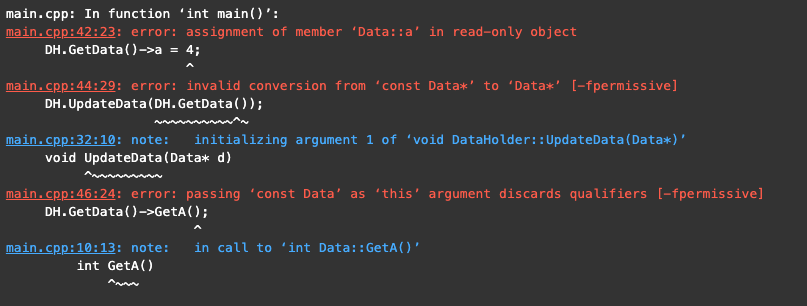 main.cpp: In function ‘int main()’:
main.cpp:42:23: error: assignment of member ‘Data::a’ in read-only object
     DH.GetData()->a = 4;
                       ^
main.cpp:44:29: error: invalid conversion from ‘const Data*’ to ‘Data*’ [-fpermissive]
     DH.UpdateData(DH.GetData());
                   ~~~~~~~~~~^~
main.cpp:32:10: note:   initializing argument 1 of ‘void DataHolder::UpdateData(Data*)’
     void UpdateData(Data* d)
          ^~~~~~~~~~
main.cpp:46:24: error: passing ‘const Data’ as ‘this’ argument discards qualifiers [-fpermissive]
     DH.GetData()->GetA();
                        ^
main.cpp:10:13: note:   in call to ‘int Data::GetA()’
         int GetA()
             ^~~~